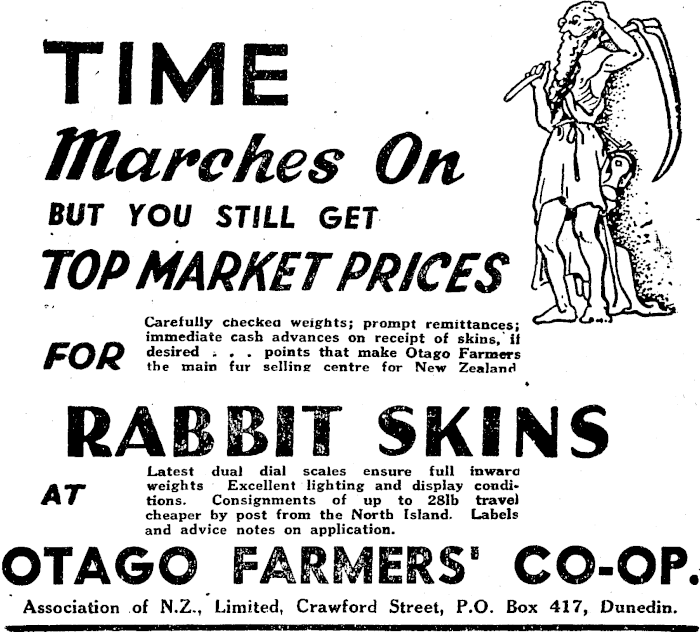 TIME
Marches On
BUT YOU STILL GET
TOP MARKET PRICES
FOR
Carefully checked weights; prompt remittances;
immediate cash advances on receipt of skins, if
desired . . . points that make Otago Farmers
the main fur selling centre for New Zealand
RABBIT SKINS
AT
Latest dual dial scales ensure full inward
weights Excellent lighting and display condi-
tions. Consignments of up to 28lb travel
cheaper by post from the North Island. Labels
and advice notes on application.
OTAGO FARMERS' CO-OP.
Association of N.Z., Limited, Crawford Street, P.O. Box 417, Dunedin.